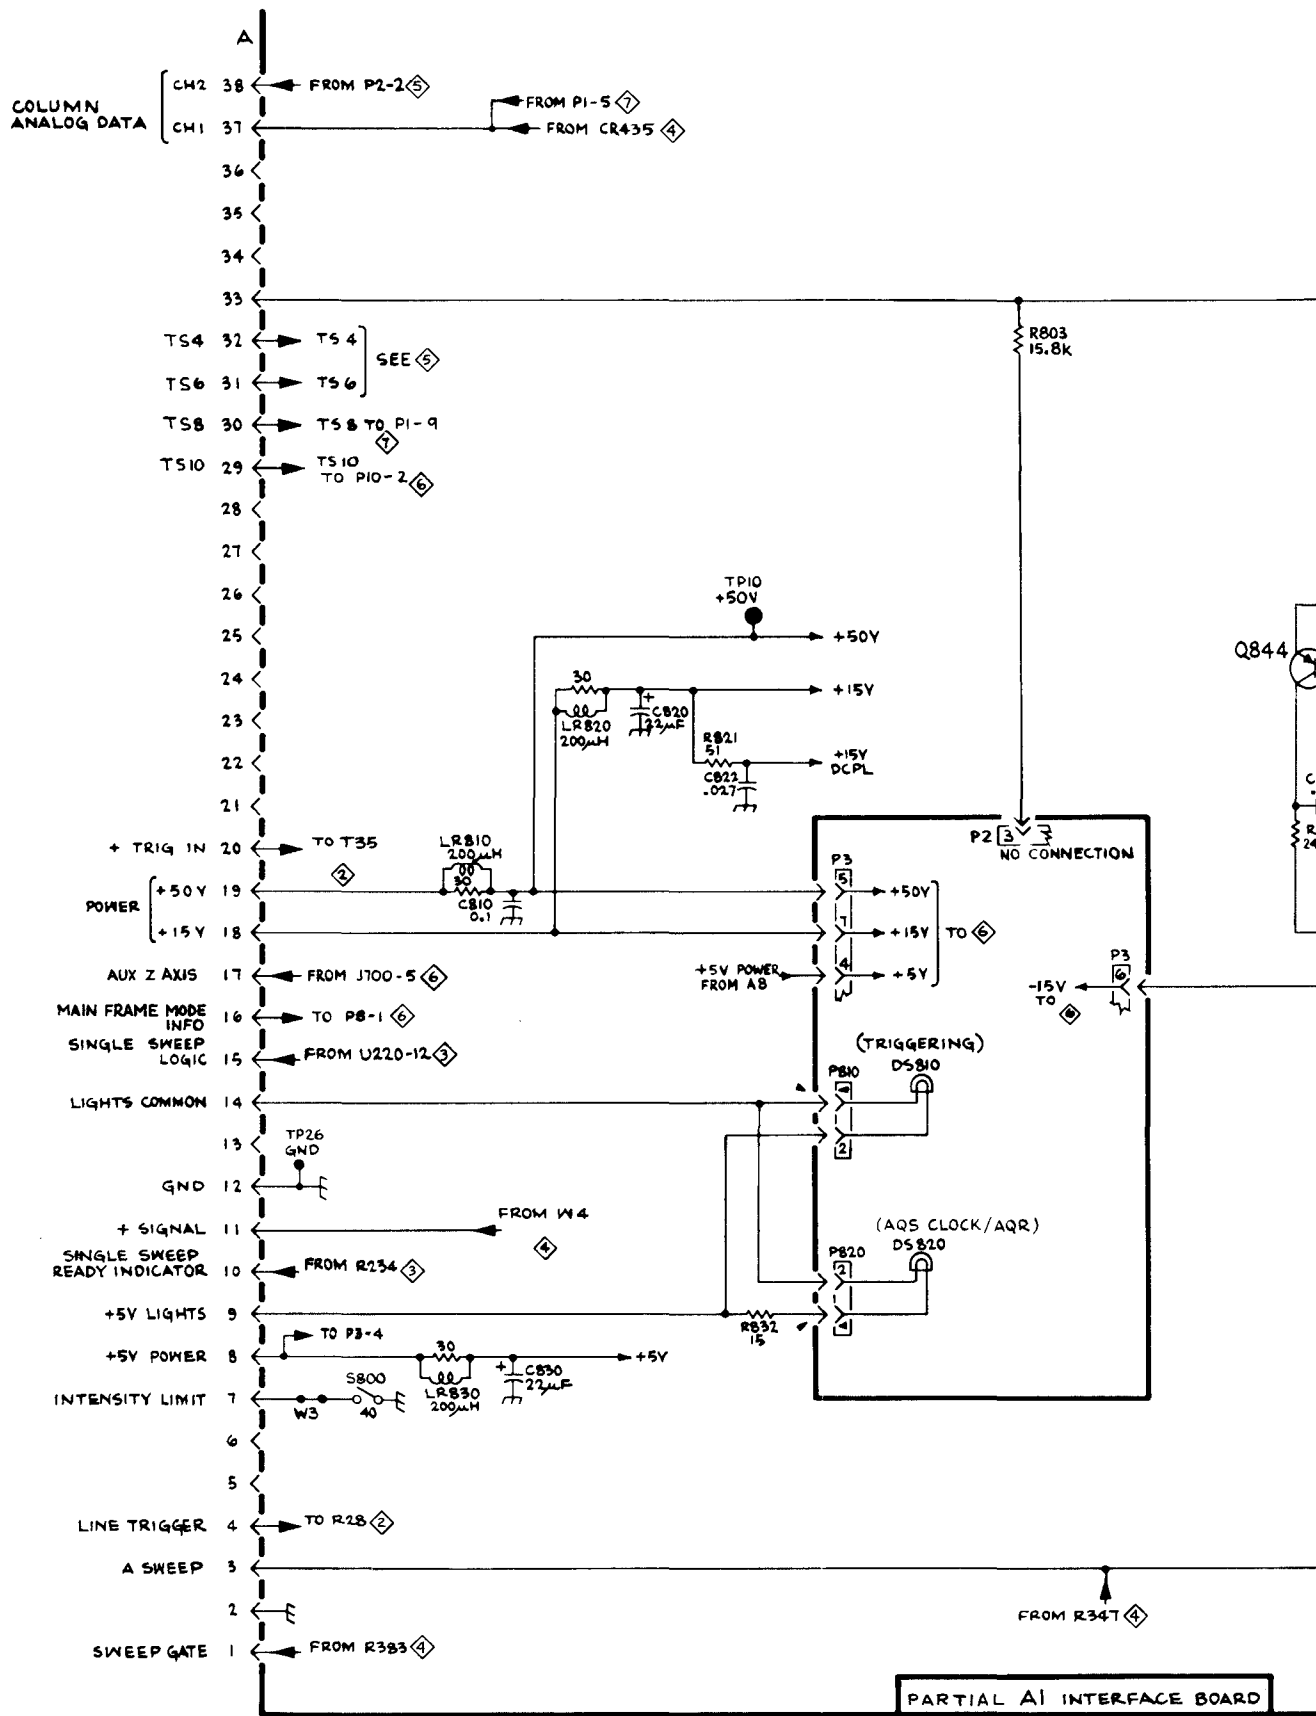 A
COLUMN
ANALOG DATA
CH2 38 FROM P2-2 5
FROM P1-5 7
CH1 37 FROM CR435 4
36
35
34
33
R803
15.8K
TS4 32 TS4
SEE 5
TS6 31 TS6
TS8 30 TS8 TO P1-9
7
TS10 29 TS10
TO P10-2 6
28
27
26
TP10
+50V
25 +50V
Q844
24
30 +15V
C820
22µF
23
LR820
200µH
R821
51
22 +15V
DCPL
C822
.027
21
+ TRIG IN 20 TO T35
2
LR810
200µH
30
C810
0.1
POWER
+50V 19
+15V 18
P2 3
NO CONNECTION
P3
5 +50V
7 +15V
TO 6
+5V POWER
FROM A8
4 +5V
P3
6
-15V
TO
C
R
24
AUX Z AXIS 17 FROM J700-5 6
MAIN FRAME MODE
INFO 16 TO P8-1 6
SINGLE SWEEP
LOGIC 15 FROM U220-12 3
(TRIGGERING)
DS810
P810
LIGHTS COMMON 14
2
13
TP26
GND
GND 12
+ SIGNAL 11 FROM W4
4
SINGLE SWEEP
READY INDICATOR 10 FROM R234 3
(AQS CLOCK/AQR)
DS820
P820
2
+5V LIGHTS 9
R832
15
TO P3-4
+5V POWER 8
30
+5V
LR830
200µH
C830
22µF
INTENSITY LIMIT 7
W3
S800
40
6
5
LINE TRIGGER 4 TO R28 2
A SWEEP 3
2
FROM R347 4
SWEEP GATE 1 FROM R383 4
PARTIAL A1 INTERFACE BOARD